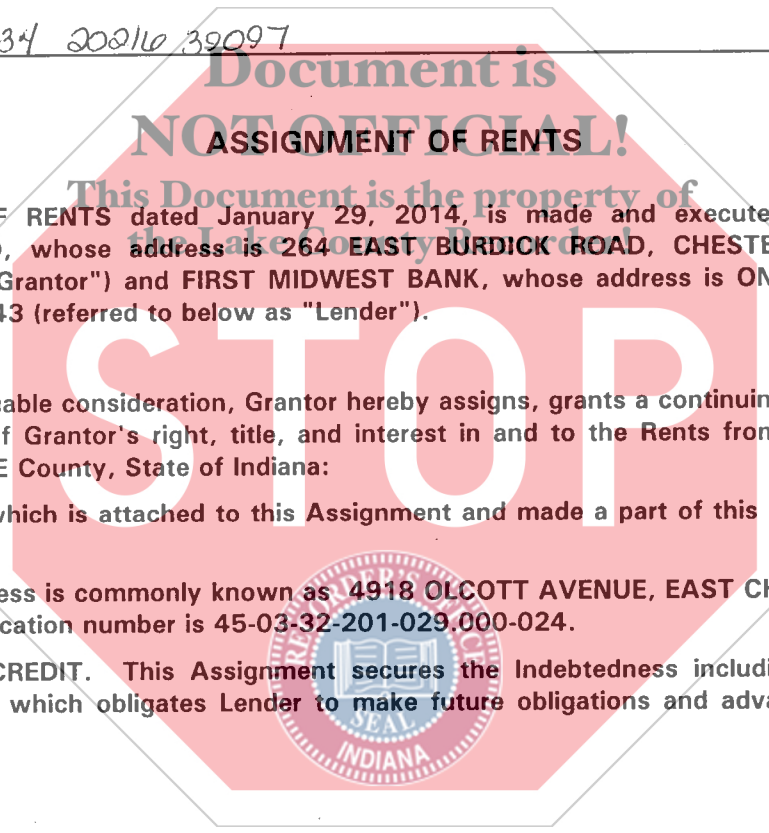 34 202110 39097
Document is
NOT OFFICIAL!
ASSIGNMENT OF RENTS
This Document is the property of
the Lake County Recorder!
F RENTS dated January 29, 2014, is made and execute
, whose address is 264 EAST BURDICK ROAD, CHESTE
Grantor") and FIRST MIDWEST BANK, whose address is ON
43 (referred to below as "Lender").
STOP
able consideration, Grantor hereby assigns, grants a continuin
f Grantor's right, title, and interest in and to the Rents from
E County, State of Indiana:
which is attached to this Assignment and made a part of this
ess is commonly known as 4918 OLCOTT AVENUE, EAST CH
cation number is 45-03-32-201-029.000-024.
CREDIT. This Assignment secures the Indebtedness includi
which obligates Lender to make future obligations and adva
RECORDER'S OFFICE
SEAL
INDIANA